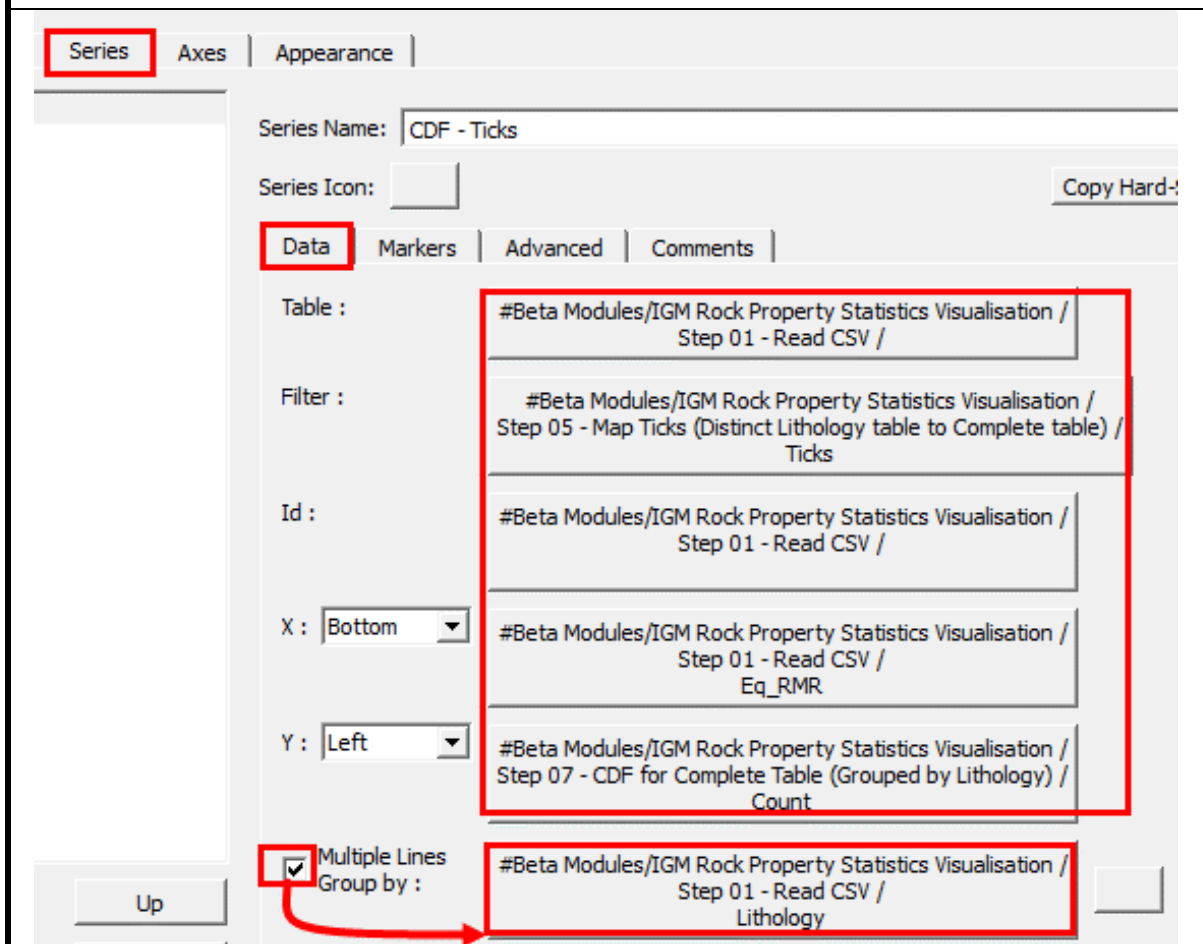 Series Axes Appearance
Series Name: CDF - Ticks
Series Icon:
Copy Hard-
Data Markers Advanced Comments
Table :
#Beta Modules/IGM Rock Property Statistics Visualisation /
Step 01 - Read CSV /
Filter :
#Beta Modules/IGM Rock Property Statistics Visualisation /
Step 05 - Map Ticks (Distinct Lithology table to Complete table) /
Ticks
Id :
#Beta Modules/IGM Rock Property Statistics Visualisation /
Step 01 - Read CSV /
X : Bottom
#Beta Modules/IGM Rock Property Statistics Visualisation /
Step 01 - Read CSV /
Eq_RMR
Y : Left
#Beta Modules/IGM Rock Property Statistics Visualisation /
Step 07 - CDF for Complete Table (Grouped by Lithology) /
Count
Multiple Lines
Group by :
#Beta Modules/IGM Rock Property Statistics Visualisation /
Step 01 - Read CSV /
Lithology
Up